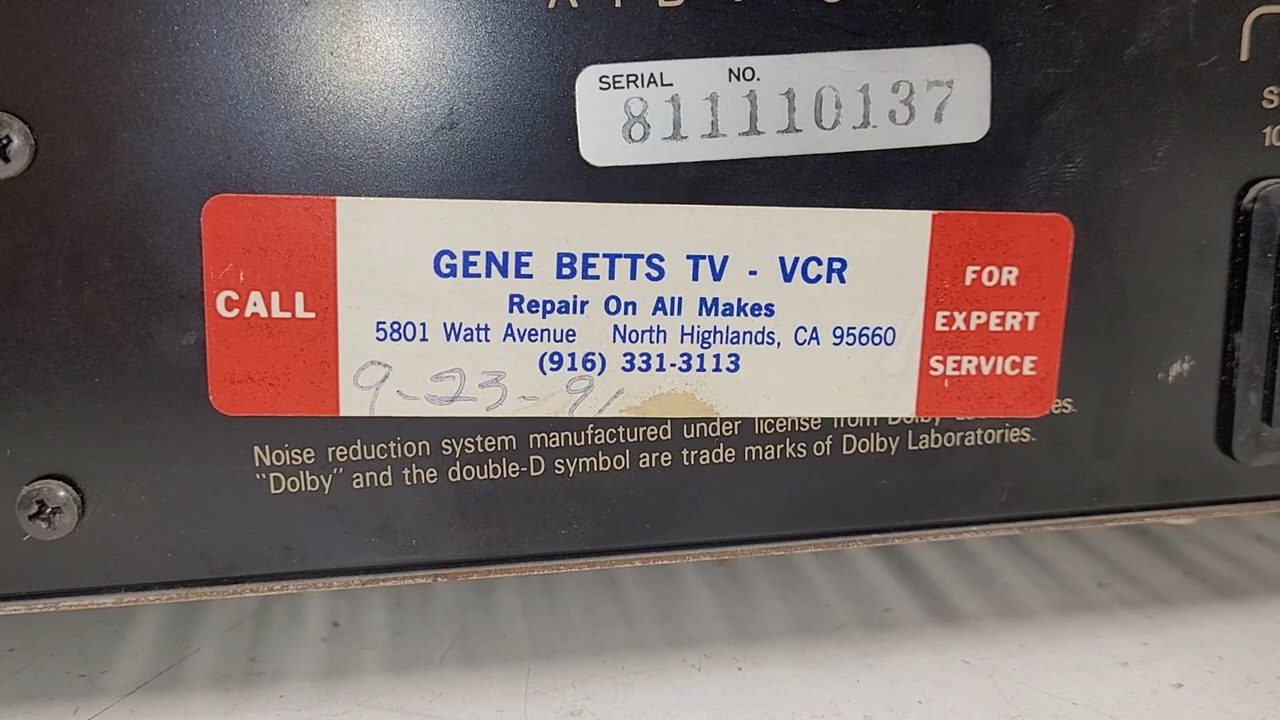 SERIAL NO.
811110137
CALL
GENE BETTS TV - VCR
Repair On All Makes
5801 Watt Avenue North Highlands, CA 95660
(916) 331-3113
9-23-91
FOR
EXPERT
SERVICE
Noise reduction system manufactured under license from Dolby
"Dolby" and the double-D symbol are trade marks of Dolby Laboratories.